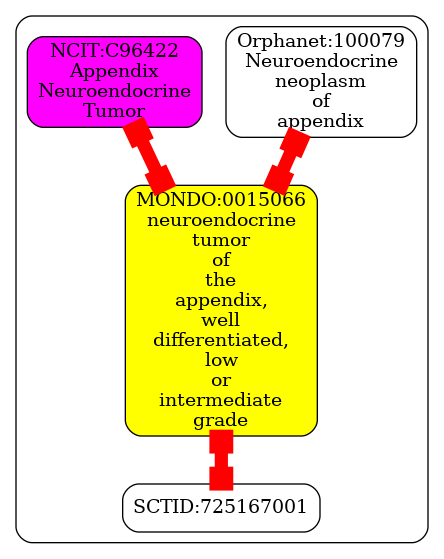 NCIT:C96422
Appendix
Neuroendocrine
Tumor
Orphanet:100079
Neuroendocrine
neoplasm
of
appendix
MONDO:0015066
neuroendocrine
tumor
of
the
appendix,
well
differentiated,
low
or
intermediate
grade
SCTID:725167001